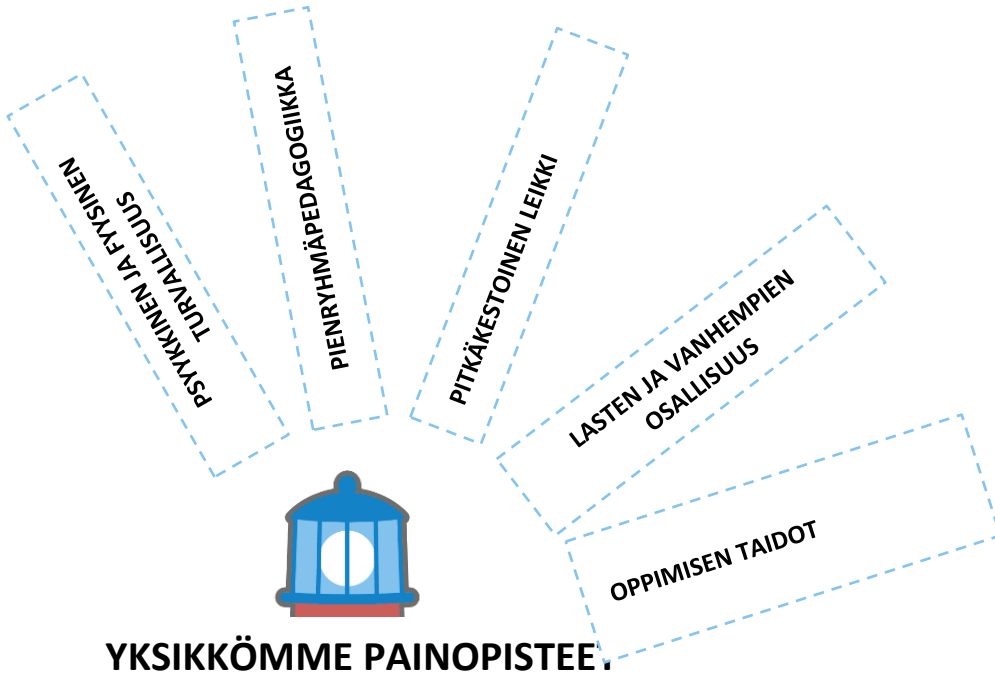 PSYYKKINEN JA FYYSINEN
TURVALLISUUS
PIENRYHMÄPEDAGOGIIKKA
PITKÄKESTOINEN LEIKKI
LASTEN JA VANHEMPIEN
OSALLISUUS
OPPIMISEN TAIDOT
YKSIKKÖMME PAINOPISTEET